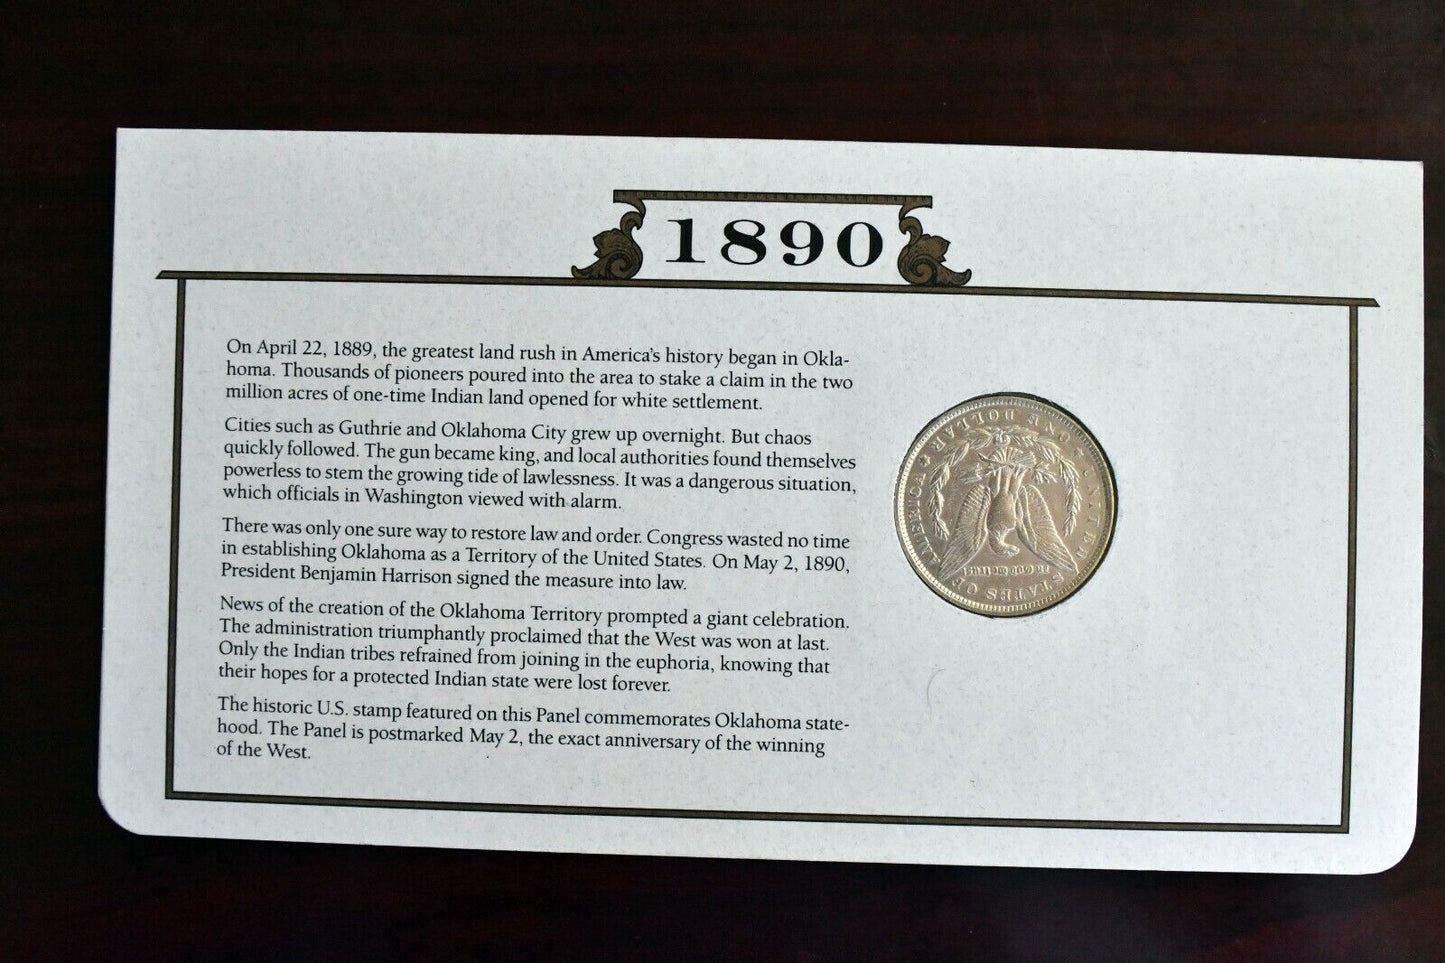 1890
On April 22, 1889, the greatest land rush in America's history began in Okla-
homa. Thousands of pioneers poured into the area to stake a claim in the two
million acres of one-time Indian land opened for white settlement.
Cities such as Guthrie and Oklahoma City grew up overnight. But chaos
quickly followed. The gun became king, and local authorities found themselves
powerless to stem the growing tide of lawlessness. It was a dangerous situation,
which officials in Washington viewed with alarm.
There was only one sure way to restore law and order. Congress wasted no time
in establishing Oklahoma as a Territory of the United States. On May 2, 1890,
President Benjamin Harrison signed the measure into law.
News of the creation of the Oklahoma Territory prompted a giant celebration.
The administration triumphantly proclaimed that the West was won at last.
Only the Indian tribes refrained from joining in the euphoria, knowing that
their hopes for a protected Indian state were lost forever.
The historic U.S. stamp featured on this Panel commemorates Oklahoma state-
hood. The Panel is postmarked May 2, the exact anniversary of the winning
of the West.
UNITED STATES OF AMERICA
In God we trust
ONE DOLLAR